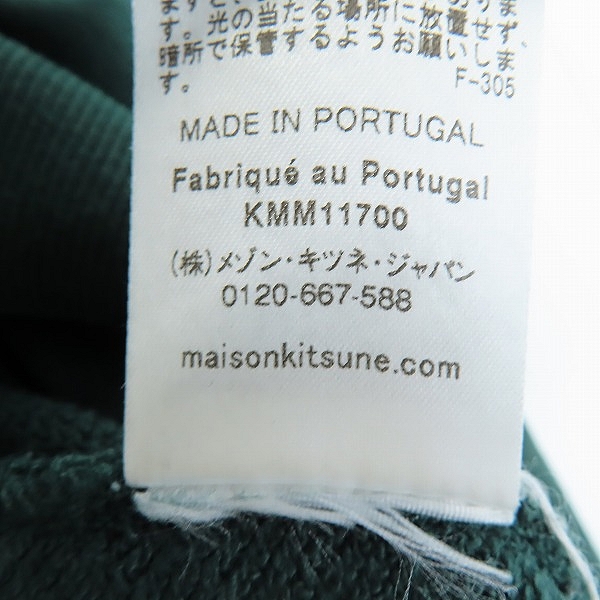 す。光の当たる場所に放置せず、
暗所で保管するようお願いしま
す。
F-305
MADE IN PORTUGAL
Fabriqué au Portugal
KMM11700
(株)メゾン・キツネ・ジャパン
0120-667-588
maisonkitsune.com